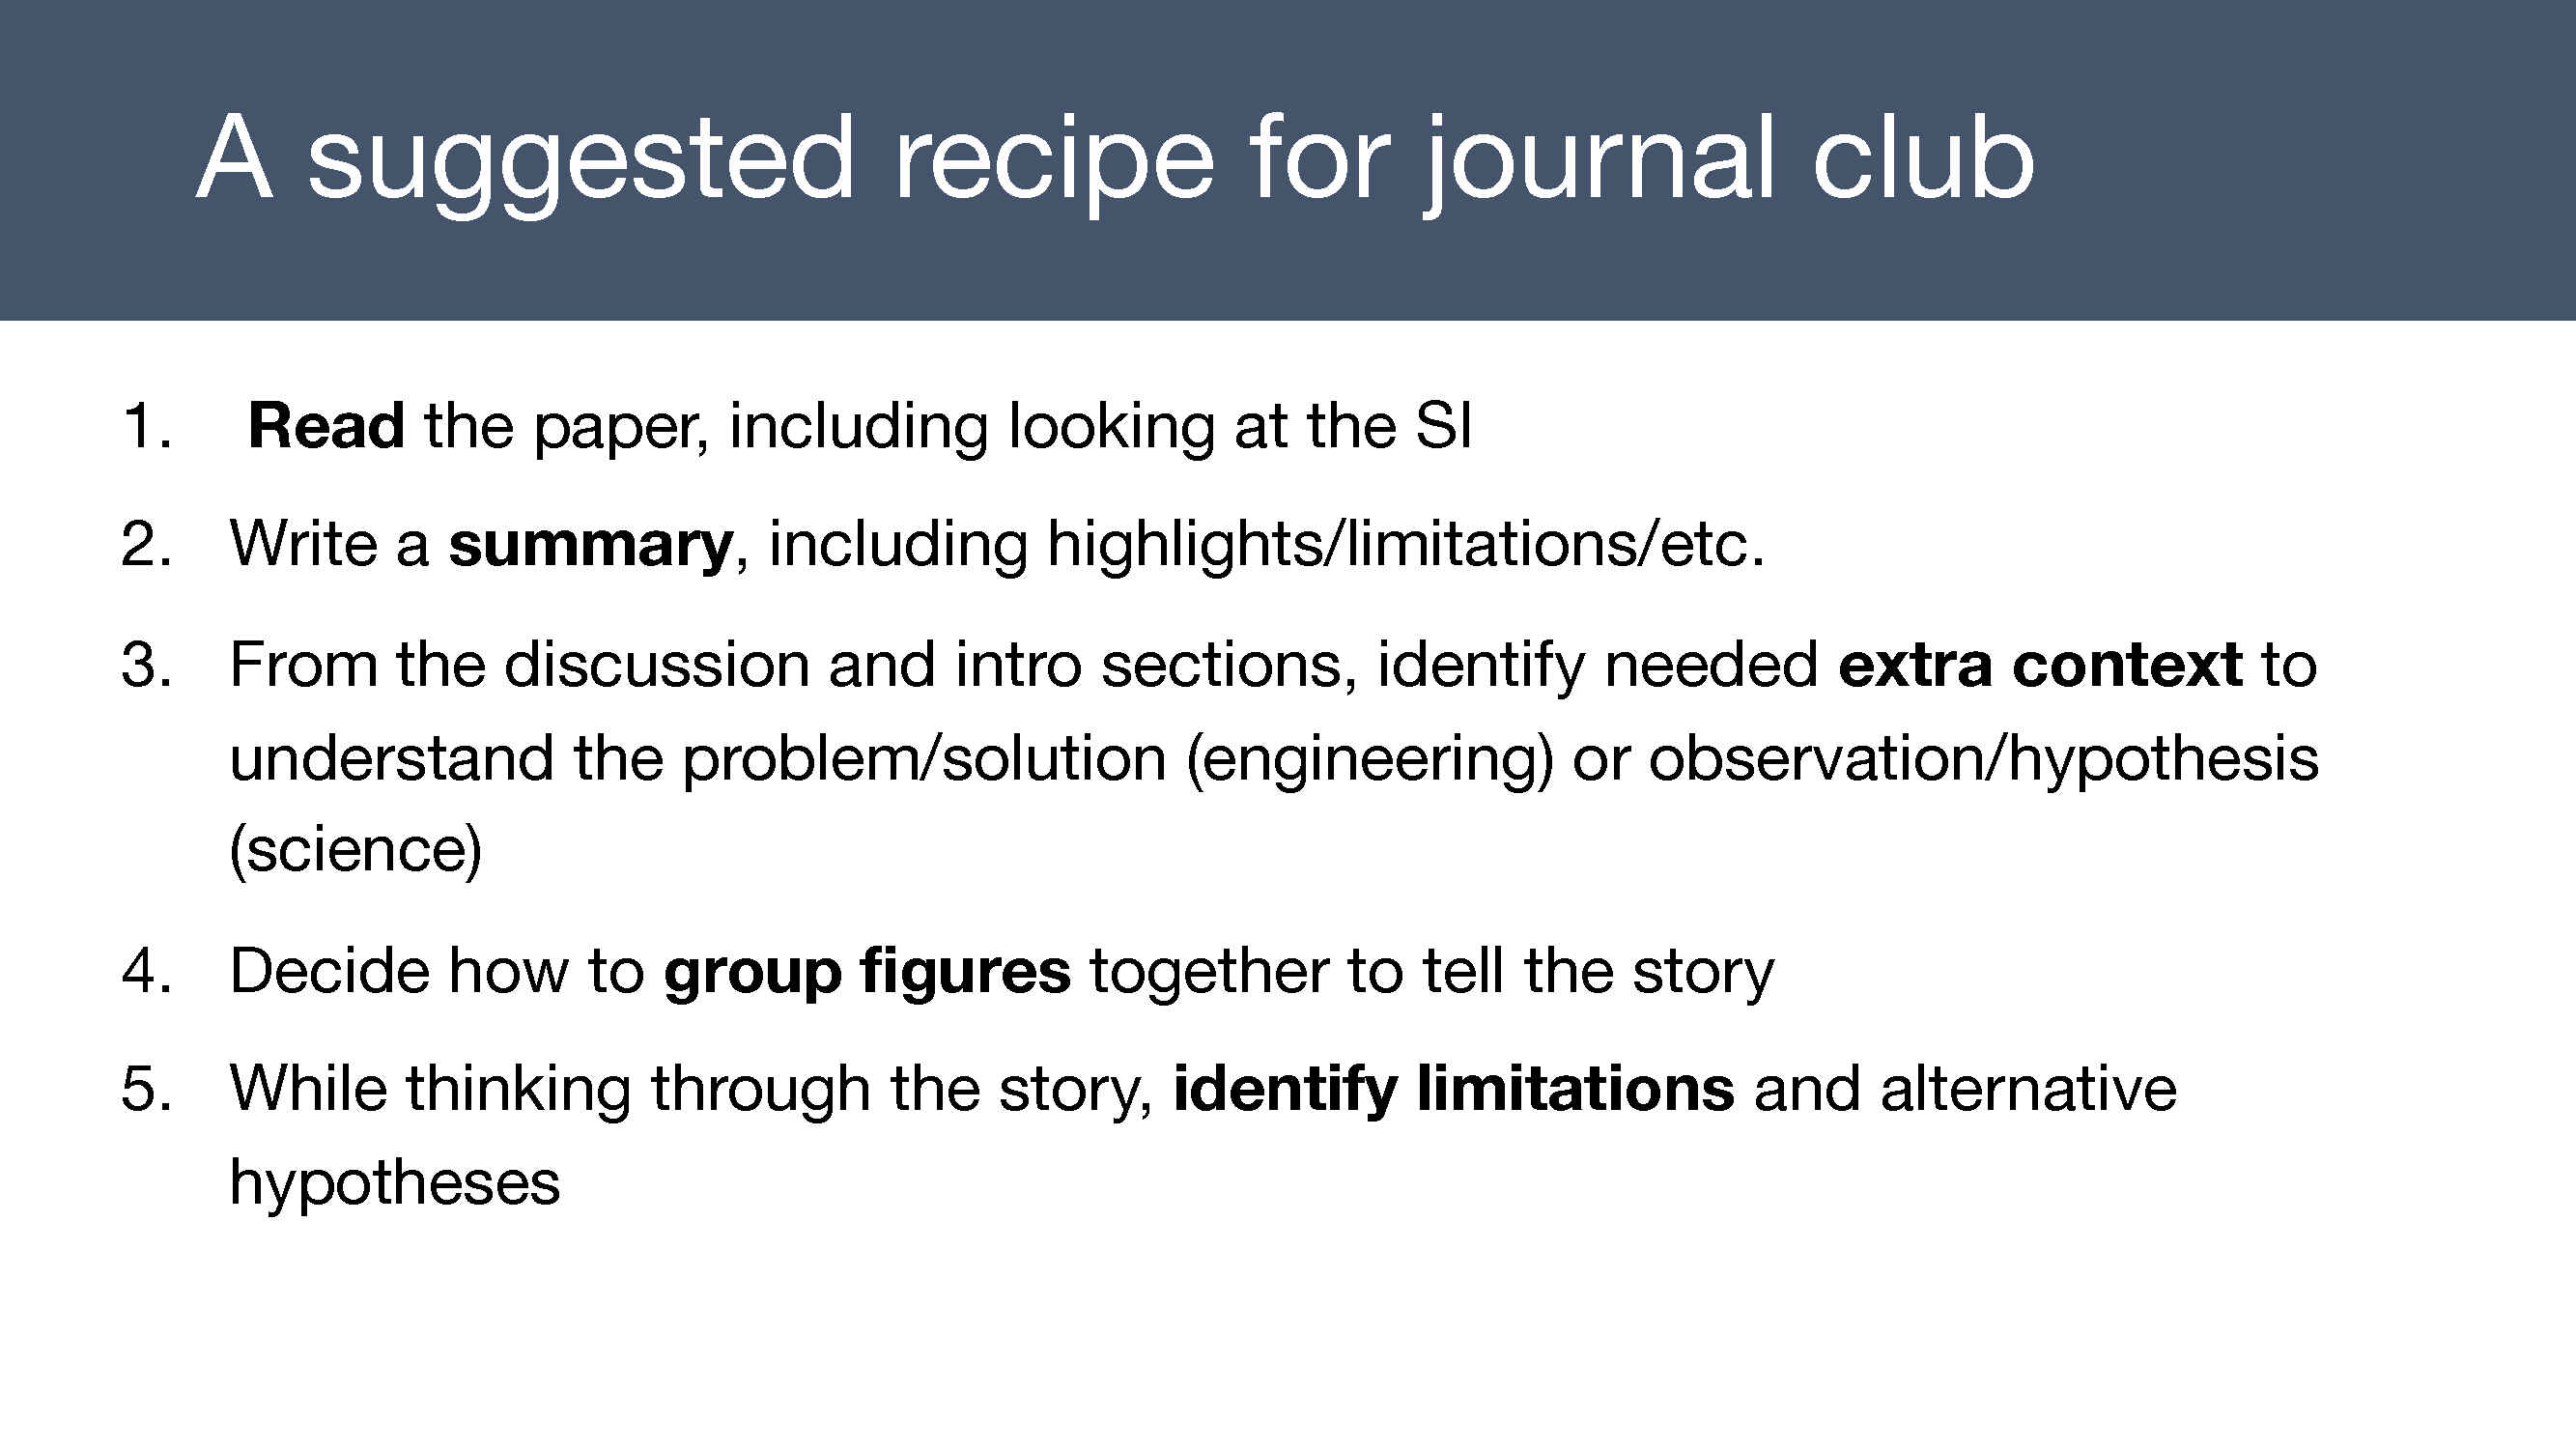 A suggested recipe for journal club
1. Read the paper, including looking at the SI
2. Write a summary, including highlights/limitations/etc.
3. From the discussion and intro sections, identify needed extra context to
understand the problem/solution (engineering) or observation/hypothesis
(science)
4. Decide how to group figures together to tell the story
5. While thinking through the story, identify limitations and alternative
hypotheses